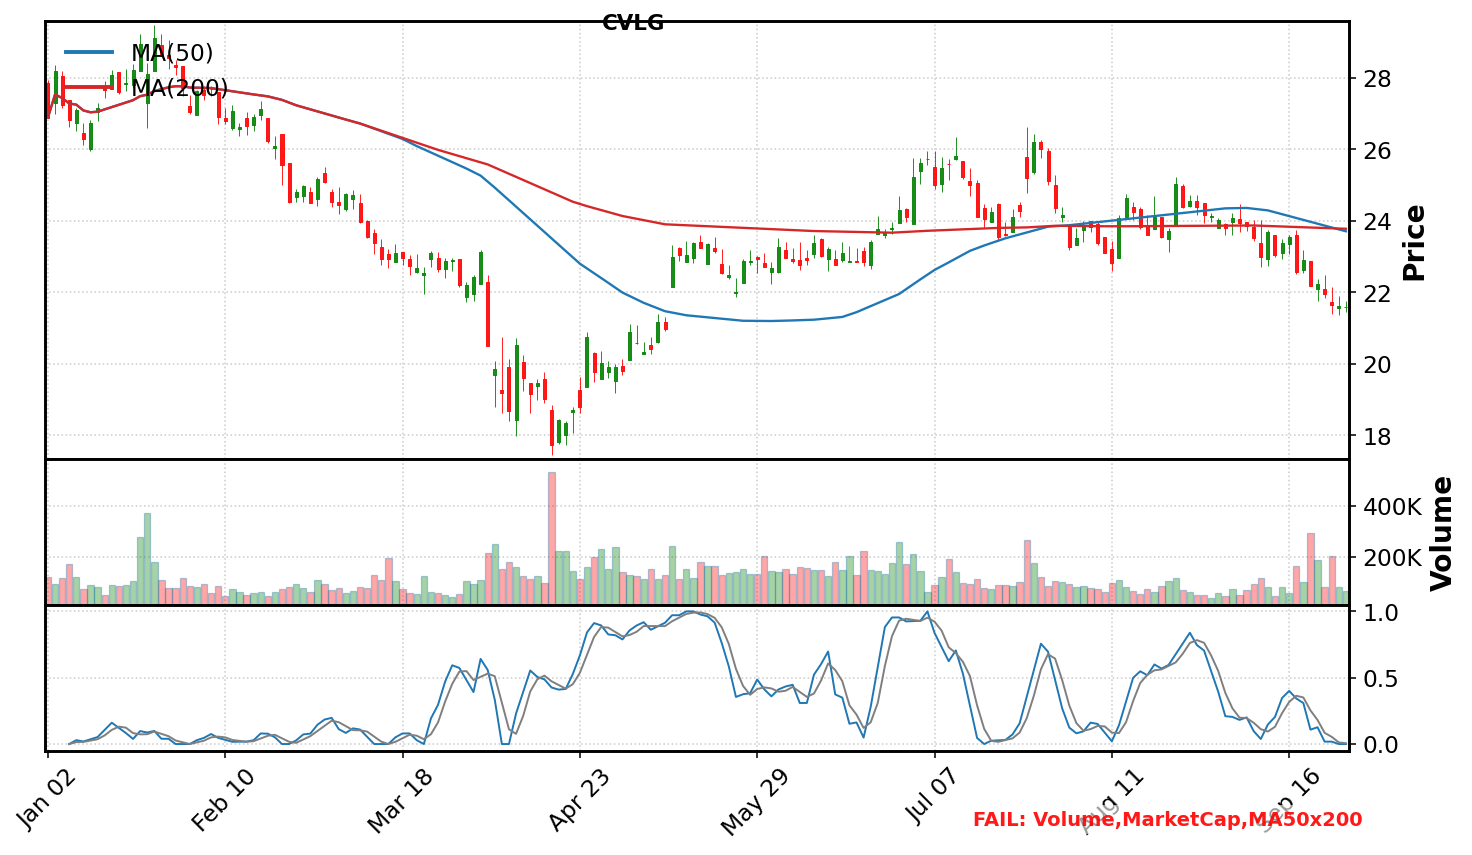 CVLG
MA(50)
MA(200)
28
26
24
22
20
18
Price
400K
200K
Volume
1.0
0.5
0.0
Jan 02
Feb 10
Mar 18
Apr 23
May 29
Jul 07
Aug 11
Sep 16
FAIL: Volume,MarketCap,MA50x200